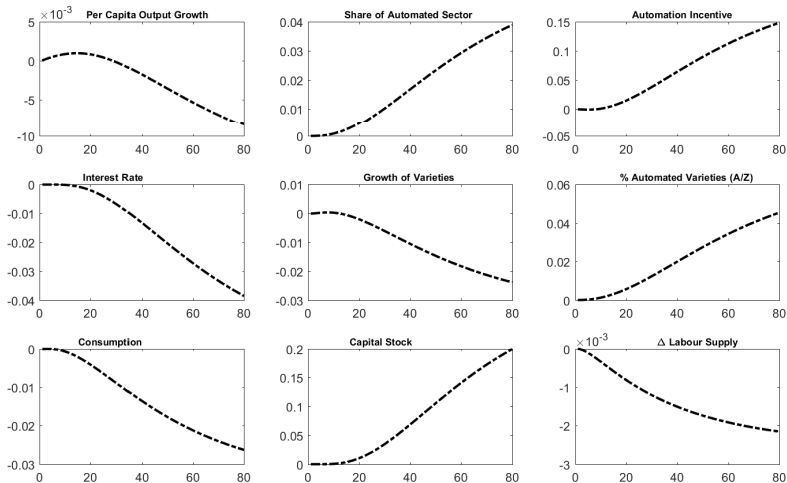 ×10⁻³ Per Capita Output Growth
5
0
-5
-10
0 20 40 60 80
Share of Automated Sector
0.04
0.03
0.02
0.01
0
0 20 40 60 80
Automation Incentive
0.15
0.1
0.05
0
-0.05
0 20 40 60 80
Interest Rate
0
-0.01
-0.02
-0.03
-0.04
0 20 40 60 80
Growth of Varieties
0.01
0
-0.01
-0.02
-0.03
0 20 40 60 80
% Automated Varieties (A/Z)
0.06
0.04
0.02
0
0 20 40 60 80
Consumption
0
-0.01
-0.02
-0.03
0 20 40 60 80
Capital Stock
0.2
0.15
0.1
0.05
0
0 20 40 60 80
×10⁻³ Δ Labour Supply
0
-1
-2
-3
0 20 40 60 80